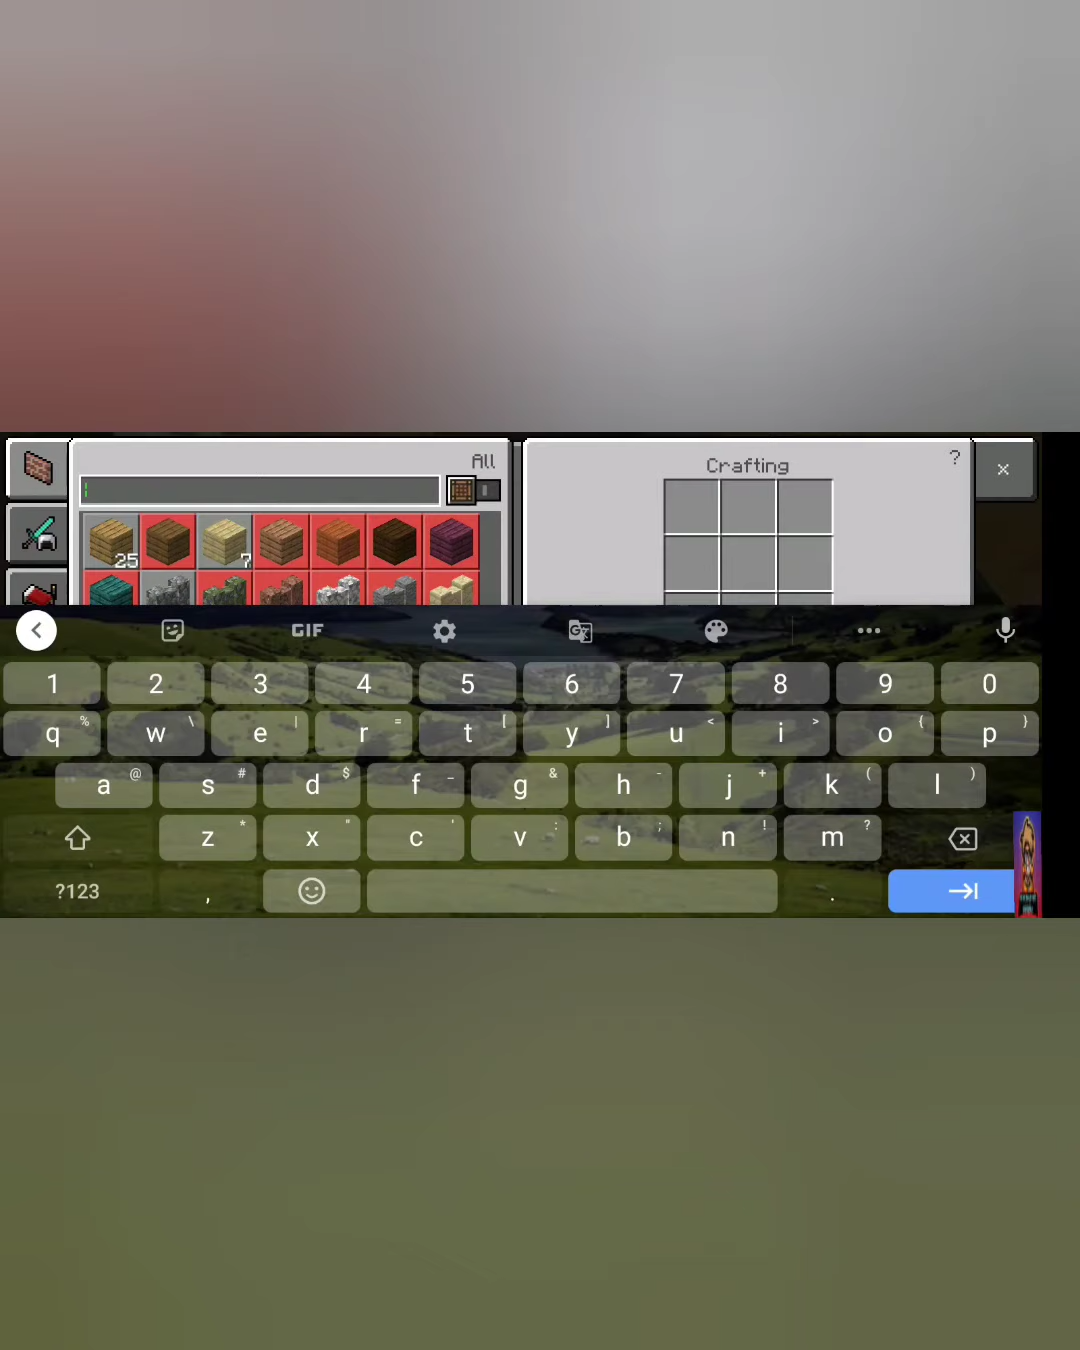 All
?
Crafting
×
25
7
GIF
1 2 3 4 5 6 7 8 9 0
% \ | = [ ] < > { }
q w e r t y u i o p
@ # $ _ & - + ( )
a s d f g h j k l
* " ' : ; ! ?
z x c v b n m
?123 , .